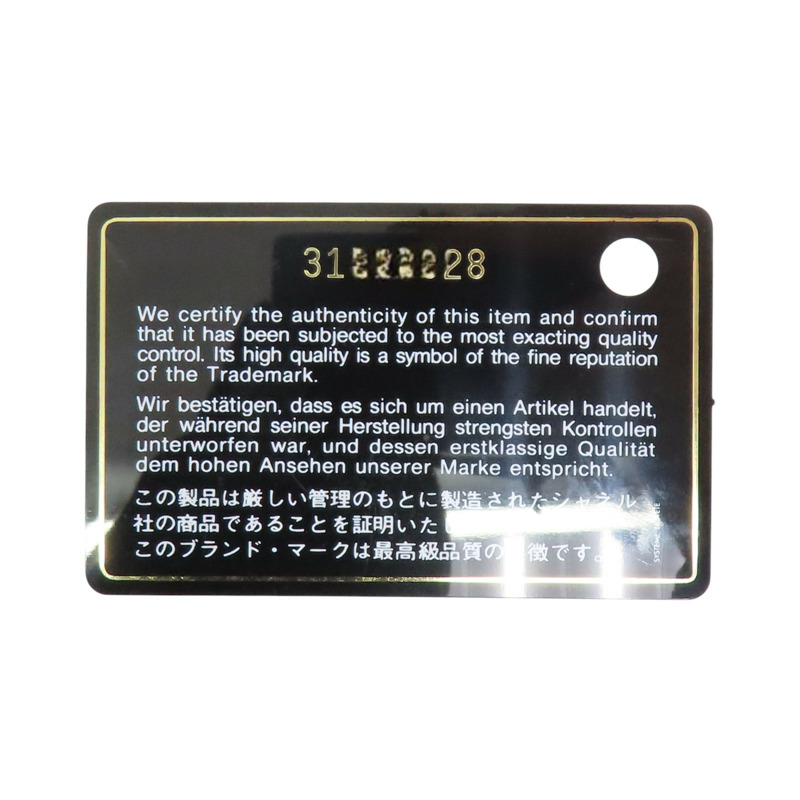 We certify the authenticity of this item and confirm
that it has been subjected to the most exacting quality
control. Its high quality is a symbol of the fine reputation
of the Trademark.
Wir bestätigen, dass es sich um einen Artikel handelt,
der während seiner Herstellung strengsten Kontrollen
unterworfen war, und dessen erstklassige Qualität
dem hohen Ansehen unserer Marke entspricht.
この製品は厳しい管理のもとに製造されたシャネル
社の商品であることを証明いた
このブランド・マークは最高級品質の 徴です。